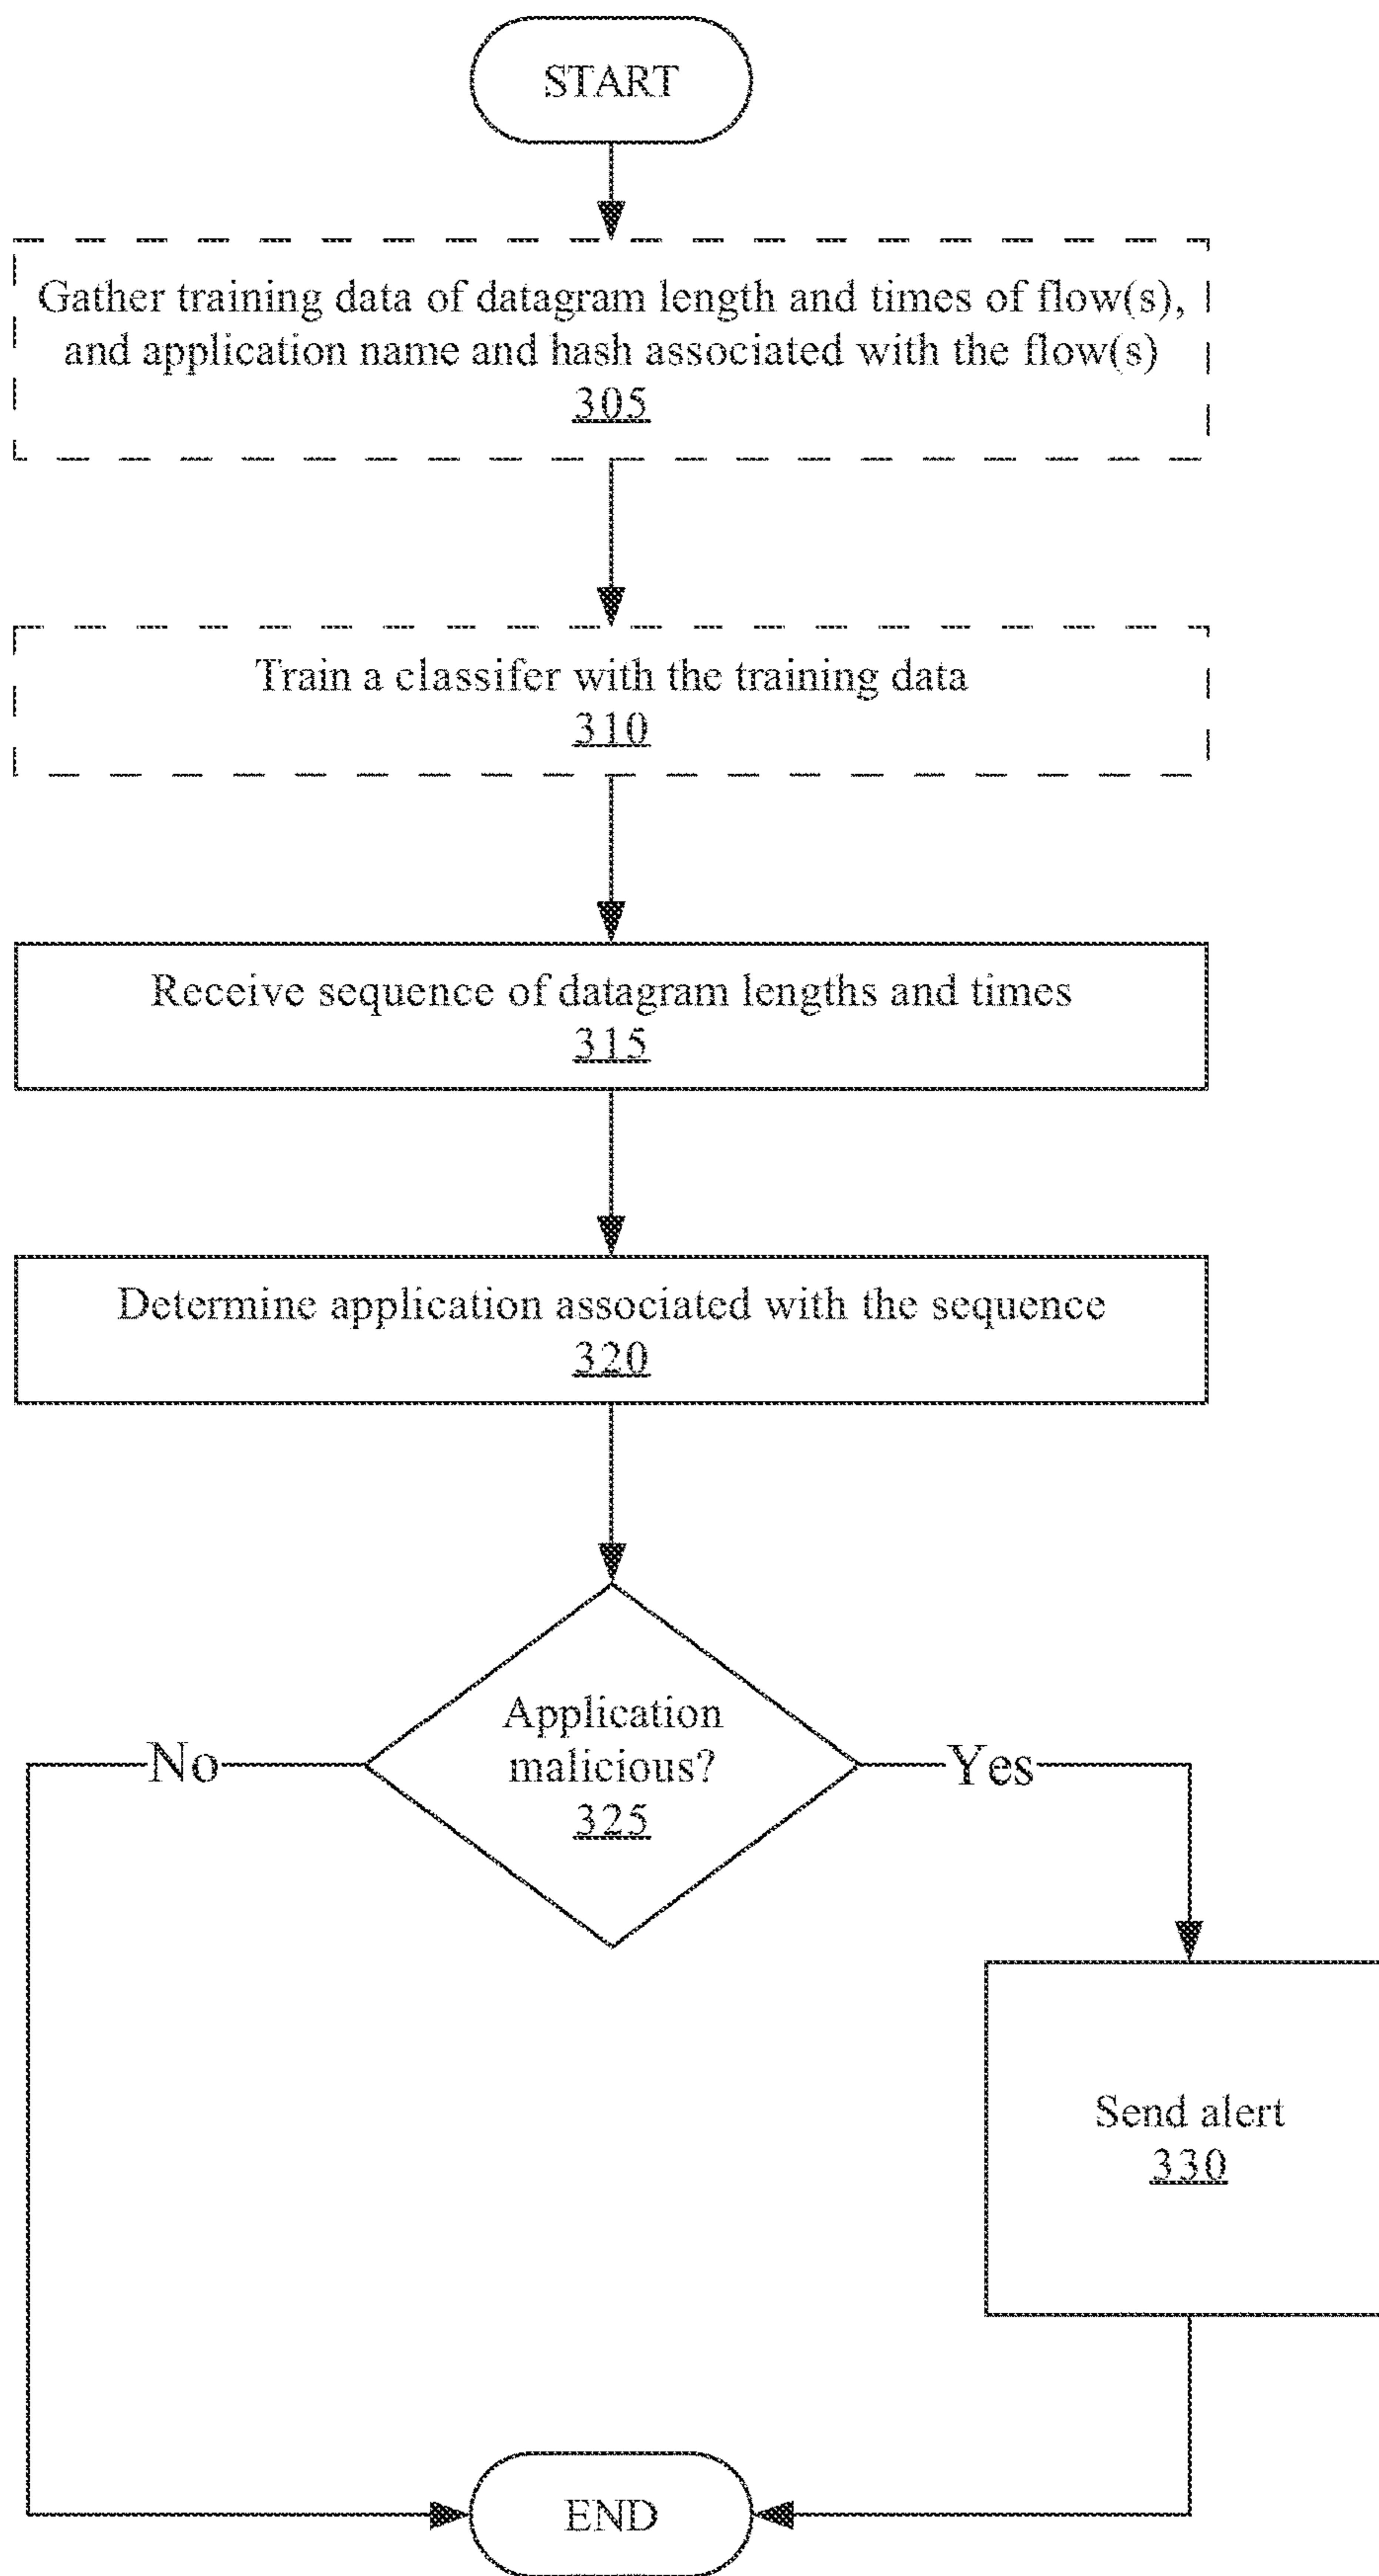 START
Gather training data of datagram length and times of flow(s),
and application name and hash associated with the flow(s)
305
Train a classifer with the training data
310
Receive sequence of datagram lengths and times
315
Determine application associated with the sequence
320
Application
malicious?
325
No
Yes
Send alert
330
END